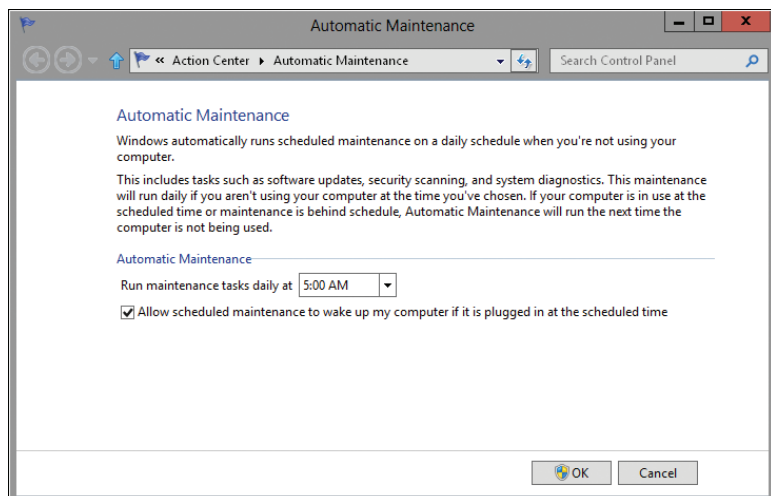 Automatic Maintenance
« Action Center ▸ Automatic Maintenance
Search Control Panel
Automatic Maintenance
Windows automatically runs scheduled maintenance on a daily schedule when you're not using your
computer.
This includes tasks such as software updates, security scanning, and system diagnostics. This maintenance
will run daily if you aren't using your computer at the time you've chosen. If your computer is in use at the
scheduled time or maintenance is behind schedule, Automatic Maintenance will run the next time the
computer is not being used.
Automatic Maintenance
Run maintenance tasks daily at 5:00 AM
Allow scheduled maintenance to wake up my computer if it is plugged in at the scheduled time
OK Cancel